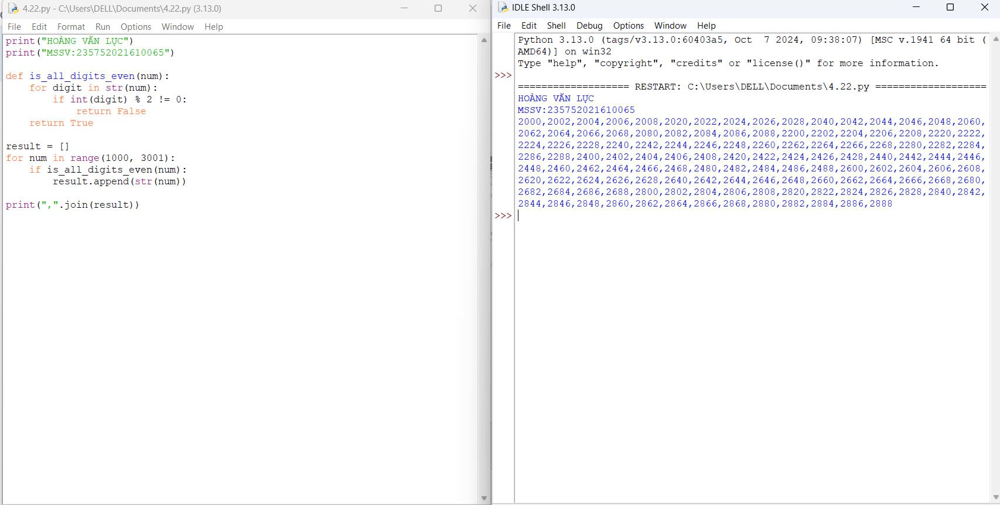 4.22.py - C:\Users\DELL\Documents\4.22.py (3.13.0)
File Edit Format Run Options Window Help
print("HOÀNG VĂN LỰC")
print("MSSV:235752021610065")
def is_all_digits_even(num):
    for digit in str(num):
        if int(digit) % 2 != 0:
            return False
    return True
result = []
for num in range(1000, 3001):
    if is_all_digits_even(num):
        result.append(str(num))
print(",".join(result))
IDLE Shell 3.13.0
File Edit Shell Debug Options Window Help
Python 3.13.0 (tags/v3.13.0:60403a5, Oct  7 2024, 09:38:07) [MSC v.1941 64 bit (
AMD64)] on win32
Type "help", "copyright", "credits" or "license()" for more information.
>>>
=================== RESTART: C:\Users\DELL\Documents\4.22.py ===================
HOÀNG VĂN LỰC
MSSV:235752021610065
2000,2002,2004,2006,2008,2020,2022,2024,2026,2028,2040,2042,2044,2046,2048,2060,
2062,2064,2066,2068,2080,2082,2084,2086,2088,2200,2202,2204,2206,2208,2220,2222,
2224,2226,2228,2240,2242,2244,2246,2248,2260,2262,2264,2266,2268,2280,2282,2284,
2286,2288,2400,2402,2404,2406,2408,2420,2422,2424,2426,2428,2440,2442,2444,2446,
2448,2460,2462,2464,2466,2468,2480,2482,2484,2486,2488,2600,2602,2604,2606,2608,
2620,2622,2624,2626,2628,2640,2642,2644,2646,2648,2660,2662,2664,2666,2668,2680,
2682,2684,2686,2688,2800,2802,2804,2806,2808,2820,2822,2824,2826,2828,2840,2842,
2844,2846,2848,2860,2862,2864,2866,2868,2880,2882,2884,2886,2888
>>>